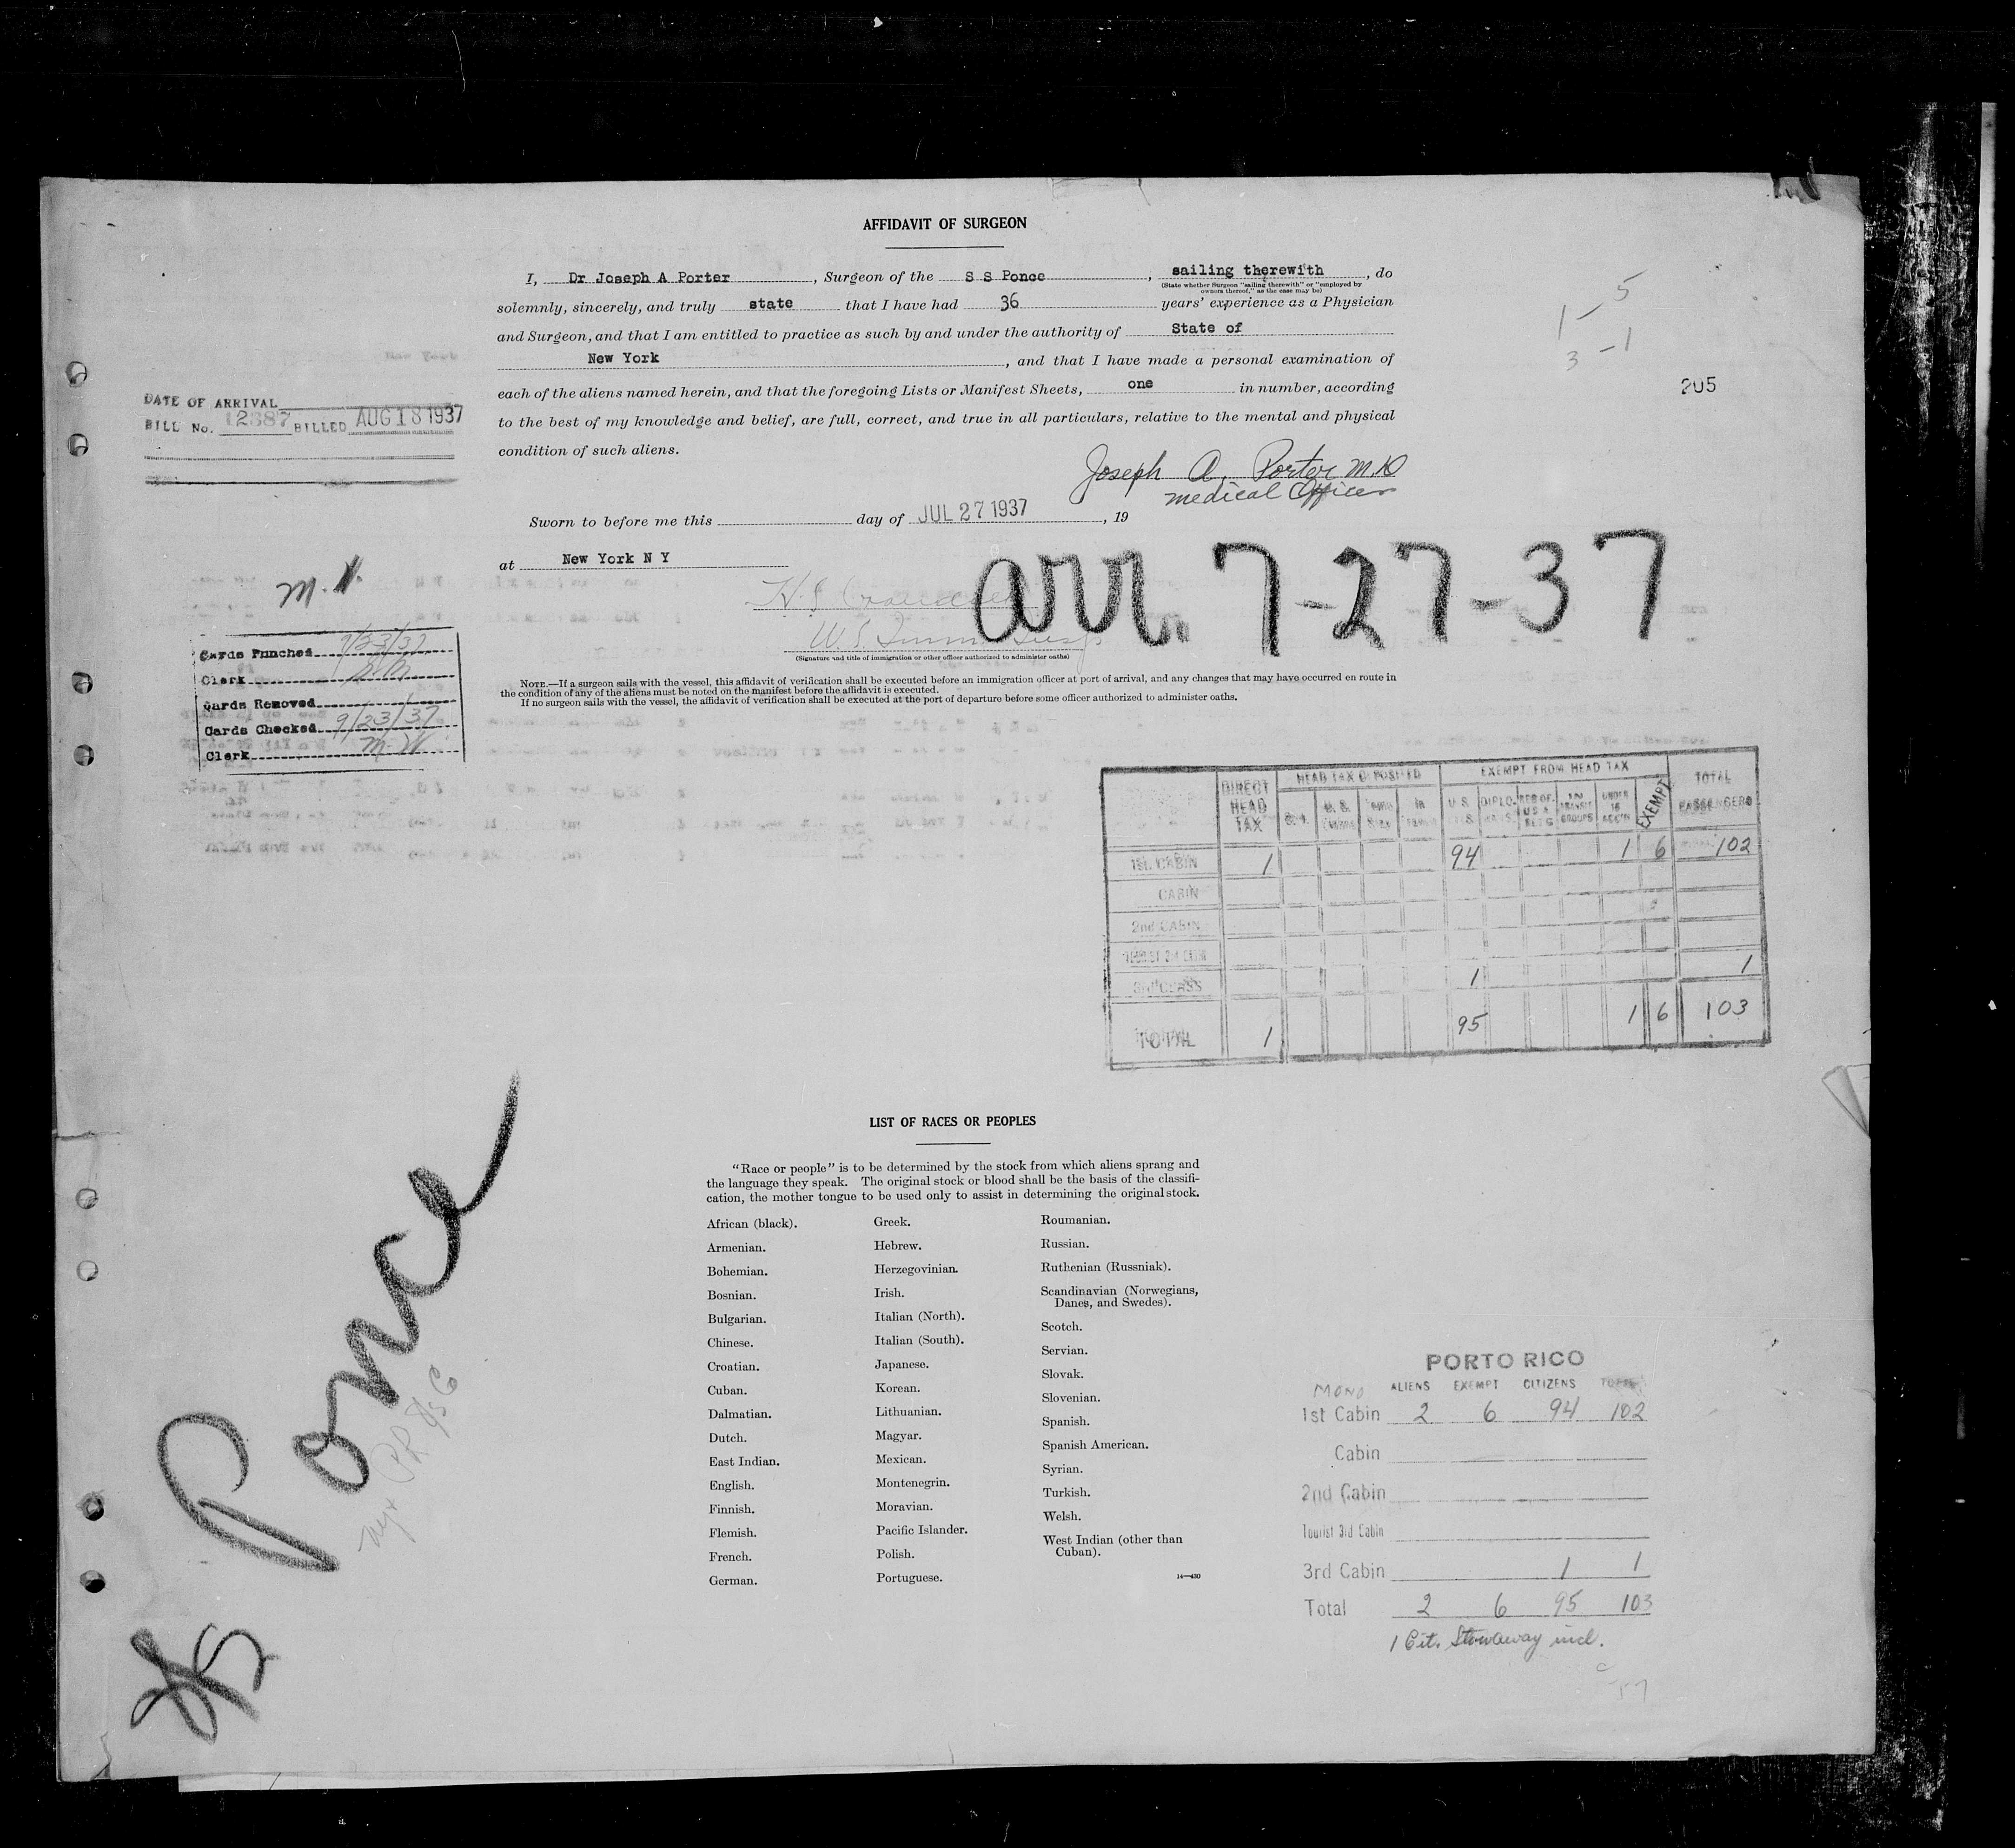 AFFIDAVIT OF SURGEON
I, Dr Joseph A Porter, Surgeon of the S S Ponce, sailing therewith, do
(State whether Surgeon "sailing therewith" or "employed by
owners thereof," as the case may be)
solemnly, sincerely, and truly state that I have had 36 years' experience as a Physician
and Surgeon, and that I am entitled to practice as such by and under the authority of State of
New York, and that I have made a personal examination of
each of the aliens named herein, and that the foregoing Lists or Manifest Sheets, one in number, according
to the best of my knowledge and belief, are full, correct, and true in all particulars, relative to the mental and physical
condition of such aliens.
Joseph A. Porter M.D
medical Officer
Sworn to before me this day of JUL 27 1937, 19
at New York N Y
(Signature and title of immigration or other officer authorized to administer oaths)
5
1 -
3 - 1
205
DATE OF ARRIVAL
BILL No. 12387 BILLED AUG 18 1937
arr. 7-27-37
Cards Punched 9/23/37
Clerk
Cards Removed
Cards Checked 9/23/37
Clerk M.W
NOTE.—If a surgeon sails with the vessel, this affidavit of verification shall be executed before an immigration officer at port of arrival, and any changes that may have occurred en route in
the condition of any of the aliens must be noted on the manifest before the affidavit is executed.
If no surgeon sails with the vessel, the affidavit of verification shall be executed at the port of departure before some officer authorized to administer oaths.
DIRECT HEAD TAX
HEAD TAX DEPOSITED
EXEMPT FROM HEAD TAX
TOTAL PASSENGERS
EXEMPT
1st. CABIN 1 94 1 6 102
CABIN
2nd CABIN
3rd CLASS 1 1
TOTAL 1 95 1 6 103
Ponce
LIST OF RACES OR PEOPLES
"Race or people" is to be determined by the stock from which aliens sprang and
the language they speak. The original stock or blood shall be the basis of the classifi-
cation, the mother tongue to be used only to assist in determining the original stock.
African (black).
Armenian.
Bohemian.
Bosnian.
Bulgarian.
Chinese.
Croatian.
Cuban.
Dalmatian.
Dutch.
East Indian.
English.
Finnish.
Flemish.
French.
German.
Greek.
Hebrew.
Herzegovinian.
Irish.
Italian (North).
Italian (South).
Japanese.
Korean.
Lithuanian.
Magyar.
Mexican.
Montenegrin.
Moravian.
Pacific Islander.
Polish.
Portuguese.
Roumanian.
Russian.
Ruthenian (Russniak).
Scandinavian (Norwegians,
Danes, and Swedes).
Scotch.
Servian.
Slovak.
Slovenian.
Spanish.
Spanish American.
Syrian.
Turkish.
Welsh.
West Indian (other than
Cuban).
14—430
PORTO RICO
ALIENS EXEMPT CITIZENS TOTAL
1st Cabin 2 6 94 102
Cabin
2nd Cabin
Tourist 3rd Cabin
3rd Cabin 1 1
Total 2 6 95 103
1 Cit. Stowaway incl.